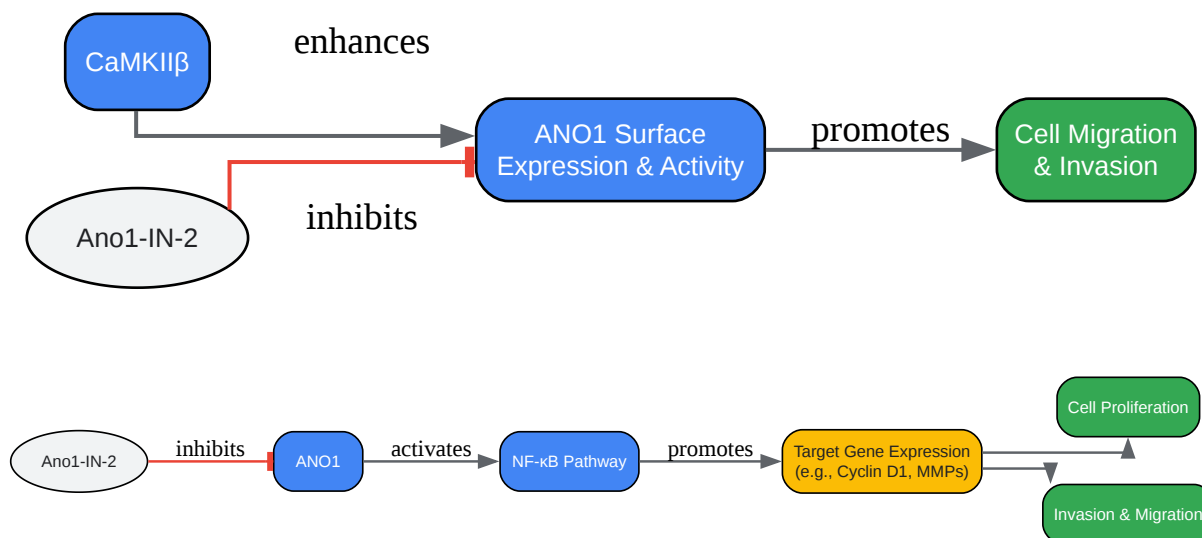 enhances
CaMKIIβ
ANO1 Surface
Expression & Activity
promotes
Cell Migration
& Invasion
inhibits
Ano1-IN-2
Cell Proliferation
Ano1-IN-2
inhibits
ANO1
activates
NF-κB Pathway
promotes
Target Gene Expression
(e.g., Cyclin D1, MMPs)
Invasion & Migration